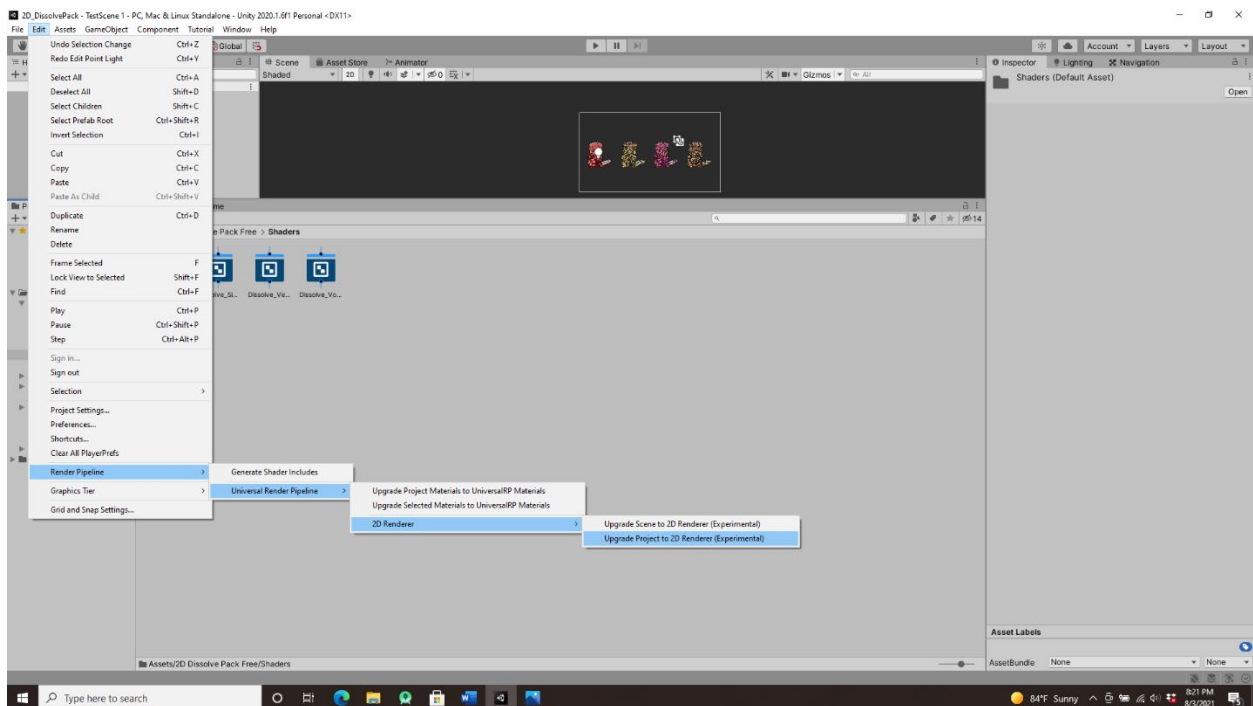 2D_DissolvePack - TestScene 1 - PC, Mac & Linux Standalone - Unity 2020.1.6f1 Personal <DX11>
File Edit Assets GameObject Component Tutorial Window Help
Global
Account Layers Layout
Undo Selection Change Ctrl+Z
Redo Edit Point Light Ctrl+Y
Select All Ctrl+A
Deselect All Shift+D
Select Children Shift+C
Select Prefab Root Ctrl+Shift+R
Invert Selection Ctrl+I
Cut Ctrl+X
Copy Ctrl+C
Paste Ctrl+V
Paste As Child Ctrl+Shift+V
Duplicate Ctrl+D
Rename
Delete
Frame Selected F
Lock View to Selected Shift+F
Find Ctrl+F
Play Ctrl+P
Pause Ctrl+Shift+P
Step Ctrl+Alt+P
Sign in...
Sign out
Selection
Project Settings...
Preferences...
Shortcuts...
Clear All PlayerPrefs
Render Pipeline
Graphics Tier
Grid and Snap Settings...
Generate Shader Includes
Universal Render Pipeline
Upgrade Project Materials to UniversalRP Materials
Upgrade Selected Materials to UniversalRP Materials
2D Renderer
Upgrade Scene to 2D Renderer (Experimental)
Upgrade Project to 2D Renderer (Experimental)
Scene Asset Store Animator
Shaded 2D 0 Gizmos All
me
14
e Pack Free > Shaders
olve_Si... Dissolve_Ve... Dissolve_Vo...
Assets/2D Dissolve Pack Free/Shaders
Inspector Lighting Navigation
Shaders (Default Asset)
Open
Asset Labels
AssetBundle None None
Type here to search
84°F Sunny
8:21 PM
8/3/2021